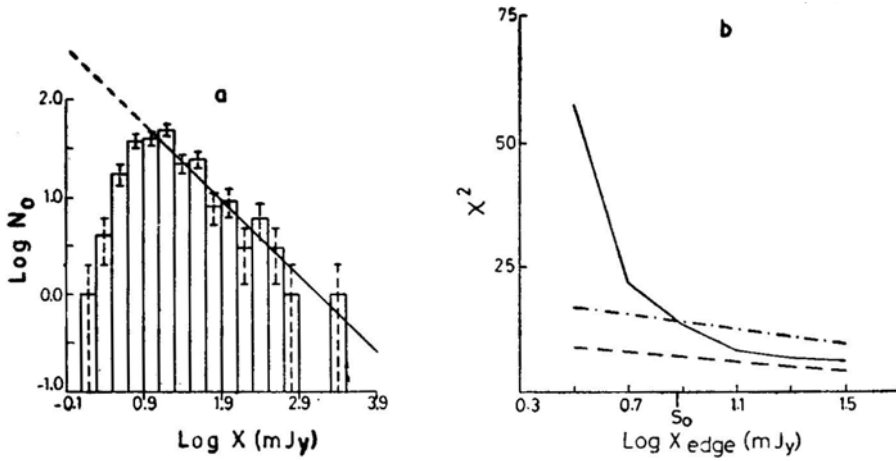 a
2.0
1.0
0.0
-1.0
Log N₀
-0.1 0.9 1.9 2.9 3.9
Log X (mJy)
b
75
50
25
χ²
0.3 0.7 1.1 1.5
S₀
Log X edge (mJy)